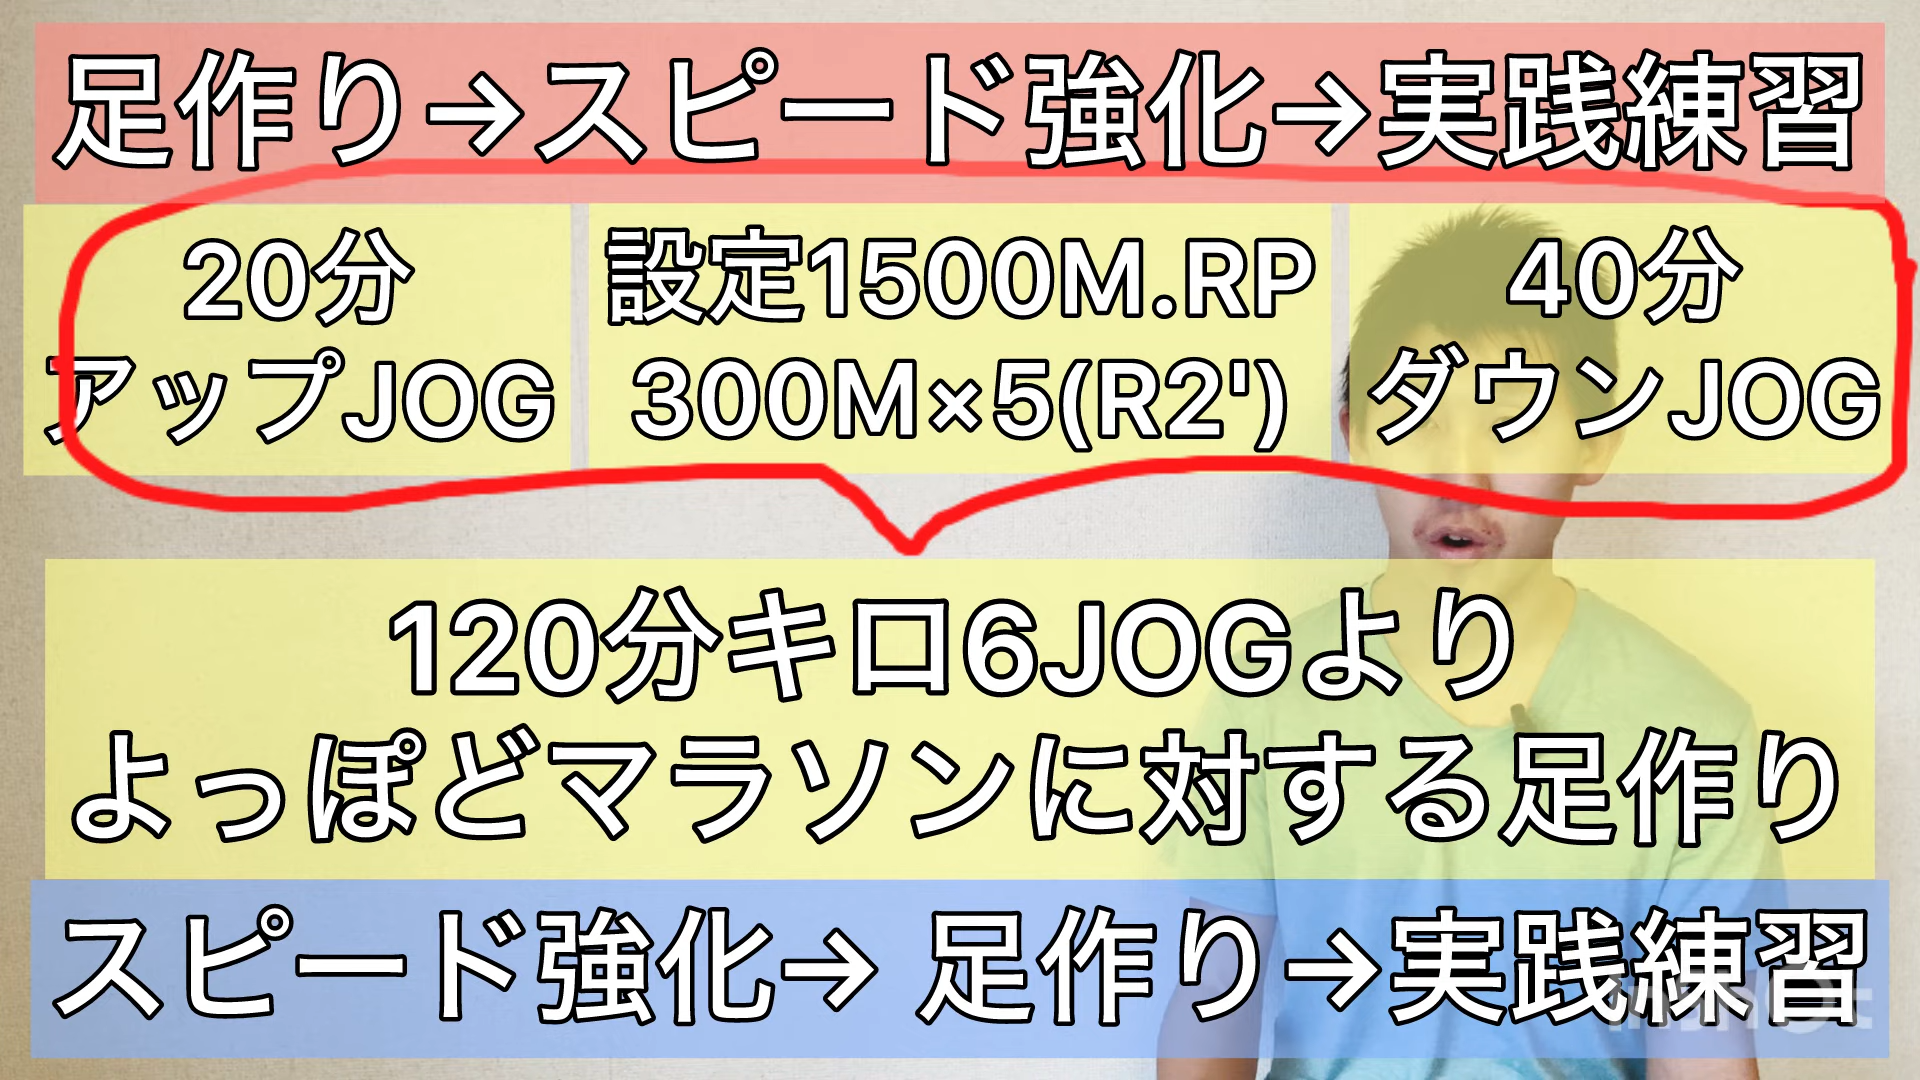 足作り→スピード強化→実践練習
20分
アップJOG
設定1500M.RP
300M×5(R2')
40分
ダウンJOG
120分キロ6JOGより
よっぽどマラソンに対する足作り
スピード強化→ 足作り→実践練習